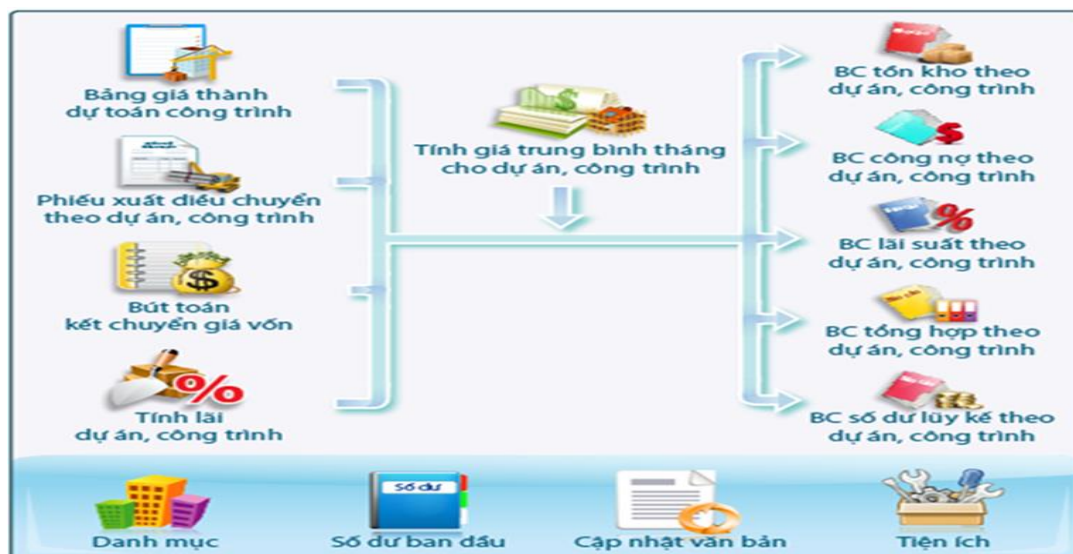 Bảng giá thành
dự toán công trình
Phiếu xuất điều chuyển
theo dự án, công trình
Bút toán
kết chuyển giá vốn
Tính lãi
dự án, công trình
Tính giá trung bình tháng
cho dự án, công trình
BC tồn kho theo
dự án, công trình
BC công nợ theo
dự án, công trình
BC lãi suất theo
dự án, công trình
BC tổng hợp theo
dự án, công trình
BC số dư lũy kế theo
dự án, công trình
Danh mục
Số dư
Số dư ban đầu
Cập nhật văn bản
Tiện ích